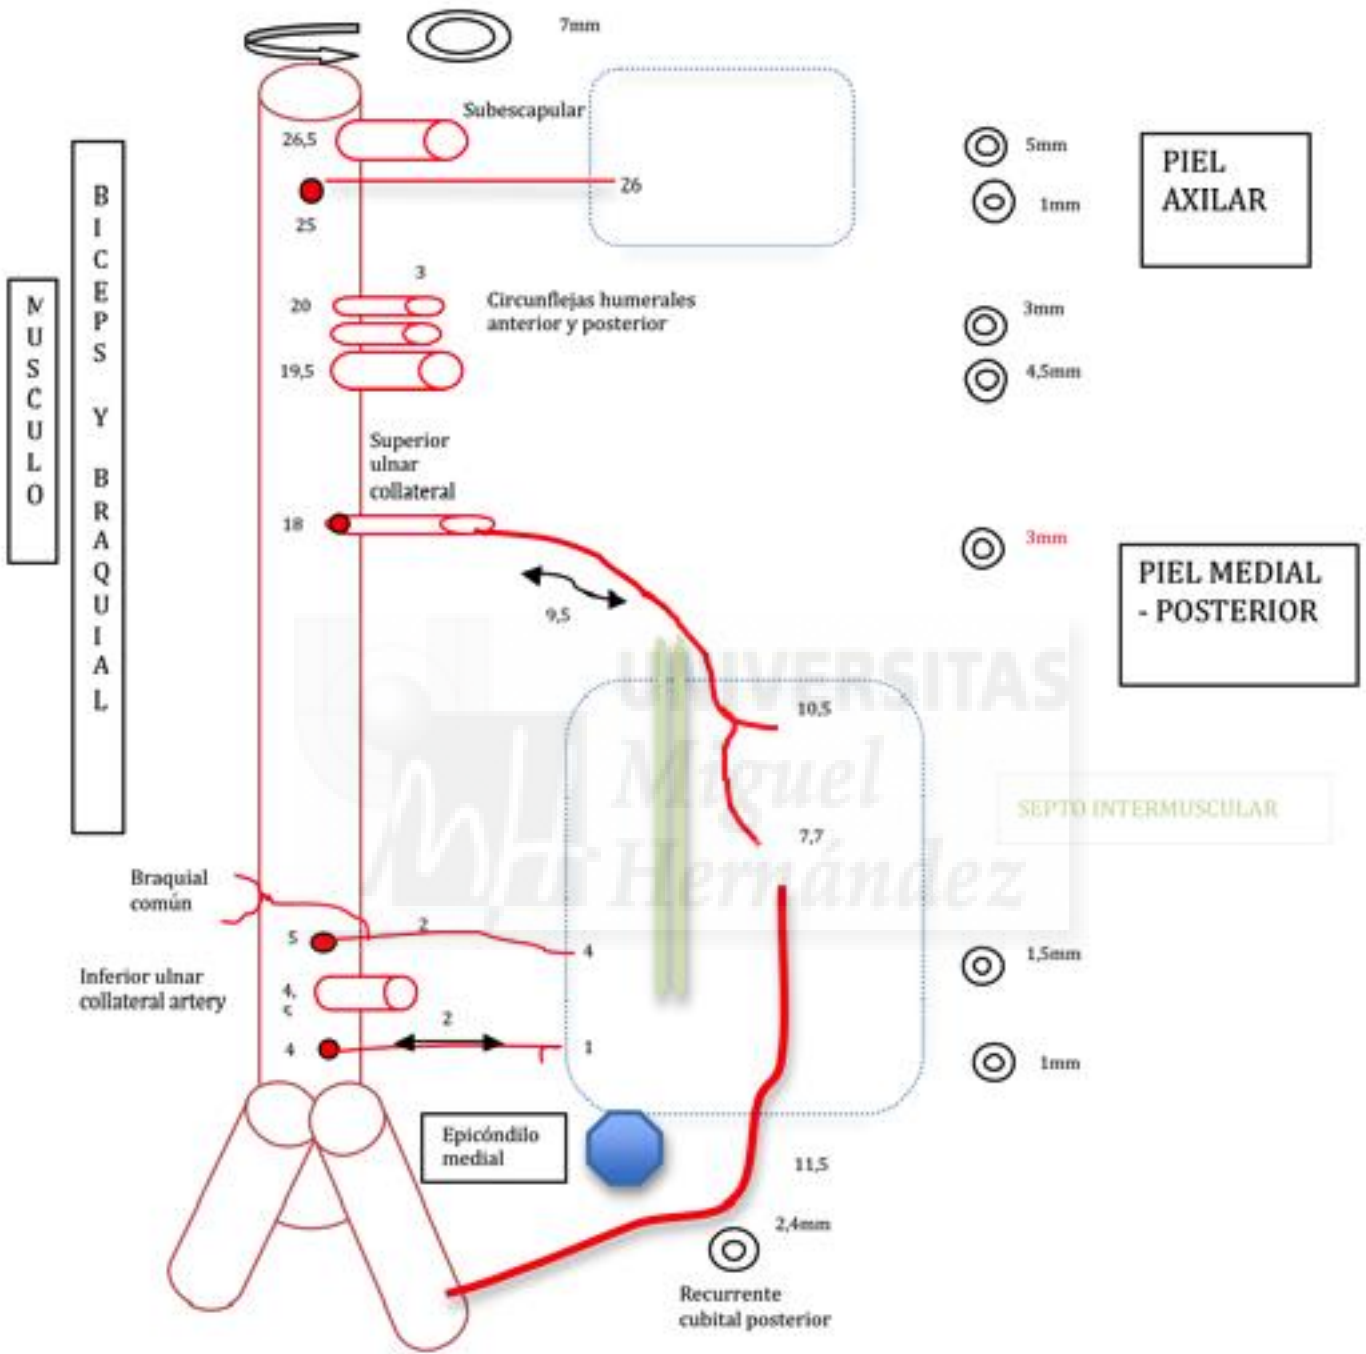 7mm
Subescapular
26,5
26
25
5mm
1mm
PIEL
AXILAR
BICEPS Y BRAQUIAL
MUSCULO
3
20
Circunflejas humerales
anterior y posterior
19,5
3mm
4,5mm
Superior
ulnar
collateral
18
3mm
9,5
PIEL MEDIAL
- POSTERIOR
UNIVERSITAS
Miguel
Hernández
10,5
7,7
SEPTO INTERMUSCULAR
Braquial
común
5
2
4
1,5mm
Inferior ulnar
collateral artery
4,
2
4
1
1mm
Epicóndilo
medial
11,5
2,4mm
Recurrente
cubital posterior